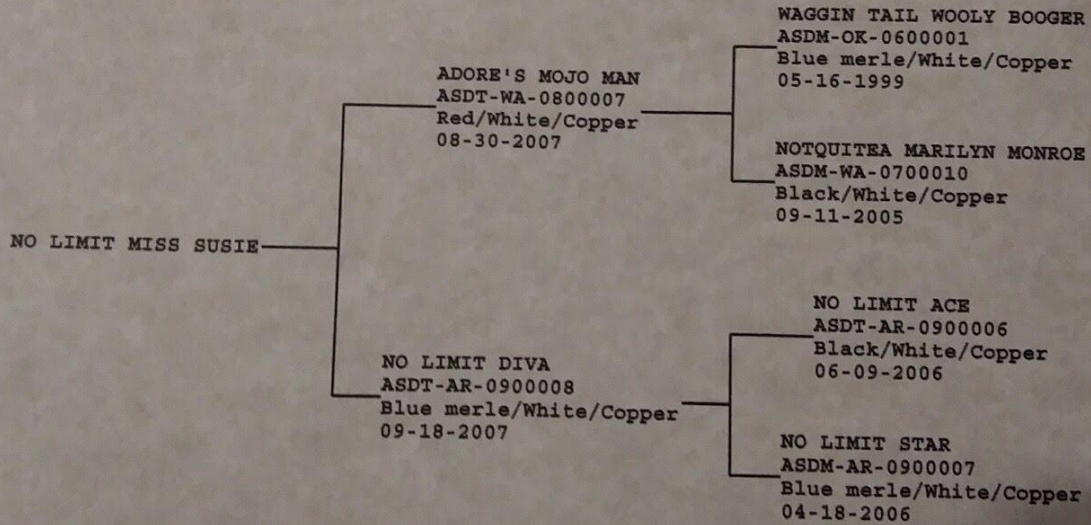 WAGGIN TAIL WOOLY BOOGER
ASDM-OK-0600001
Blue merle/White/Copper
05-16-1999
ADORE'S MOJO MAN
ASDT-WA-0800007
Red/White/Copper
08-30-2007
NOTQUITEA MARILYN MONROE
ASDM-WA-0700010
Black/White/Copper
09-11-2005
NO LIMIT MISS SUSIE
NO LIMIT ACE
ASDT-AR-0900006
Black/White/Copper
06-09-2006
NO LIMIT DIVA
ASDT-AR-0900008
Blue merle/White/Copper
09-18-2007
NO LIMIT STAR
ASDM-AR-0900007
Blue merle/White/Copper
04-18-2006